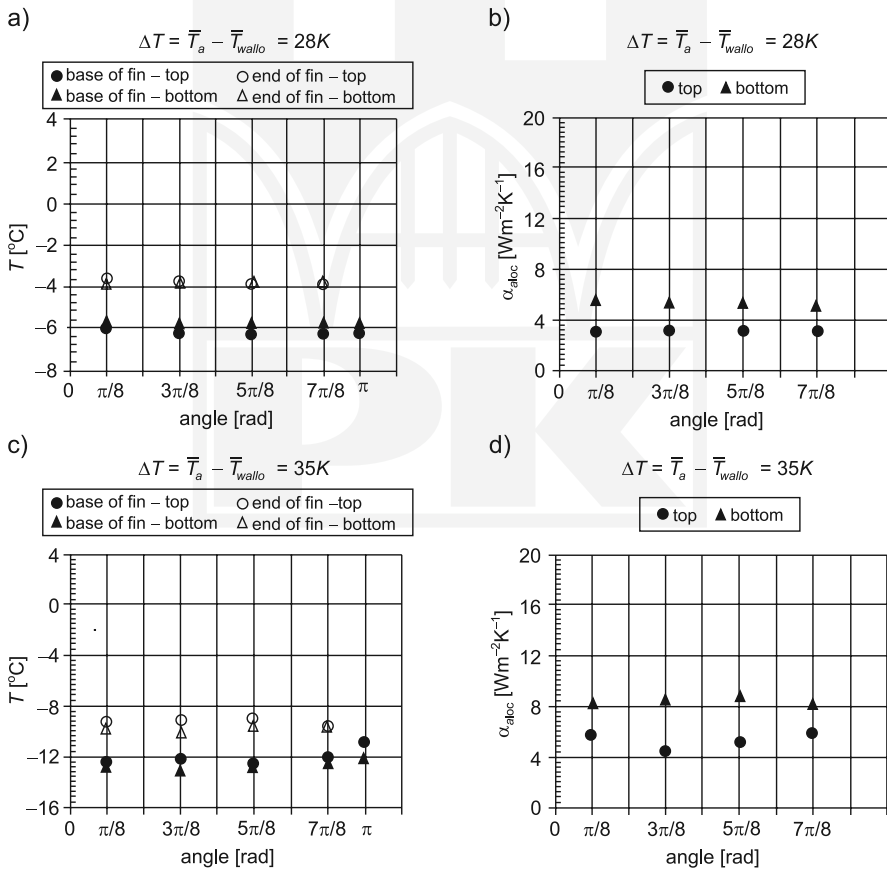 a)
ΔT = T̿a − T̿wallo = 28K
● base of fin – top ○ end of fin – top
▲ base of fin – bottom △ end of fin – bottom
4
2
0
−2
−4
−6
−8
T [°C]
0 π/8 3π/8 5π/8 7π/8 π
angle [rad]
b)
ΔT = T̿a − T̿wallo = 28K
● top ▲ bottom
20
16
12
8
4
0
αaloc [Wm⁻²K⁻¹]
0 π/8 3π/8 5π/8 7π/8
angle [rad]
c)
ΔT = T̿a − T̿wallo = 35K
● base of fin – top ○ end of fin –top
▲ base of fin – bottom △ end of fin – bottom
4
0
−4
−8
−12
−16
T [°C]
0 π/8 3π/8 5π/8 7π/8 π
angle [rad]
d)
ΔT = T̿a − T̿wallo = 35K
● top ▲ bottom
20
16
12
8
4
0
αaloc [Wm⁻²K⁻¹]
0 π/8 3π/8 5π/8 7π/8
angle [rad]
PK